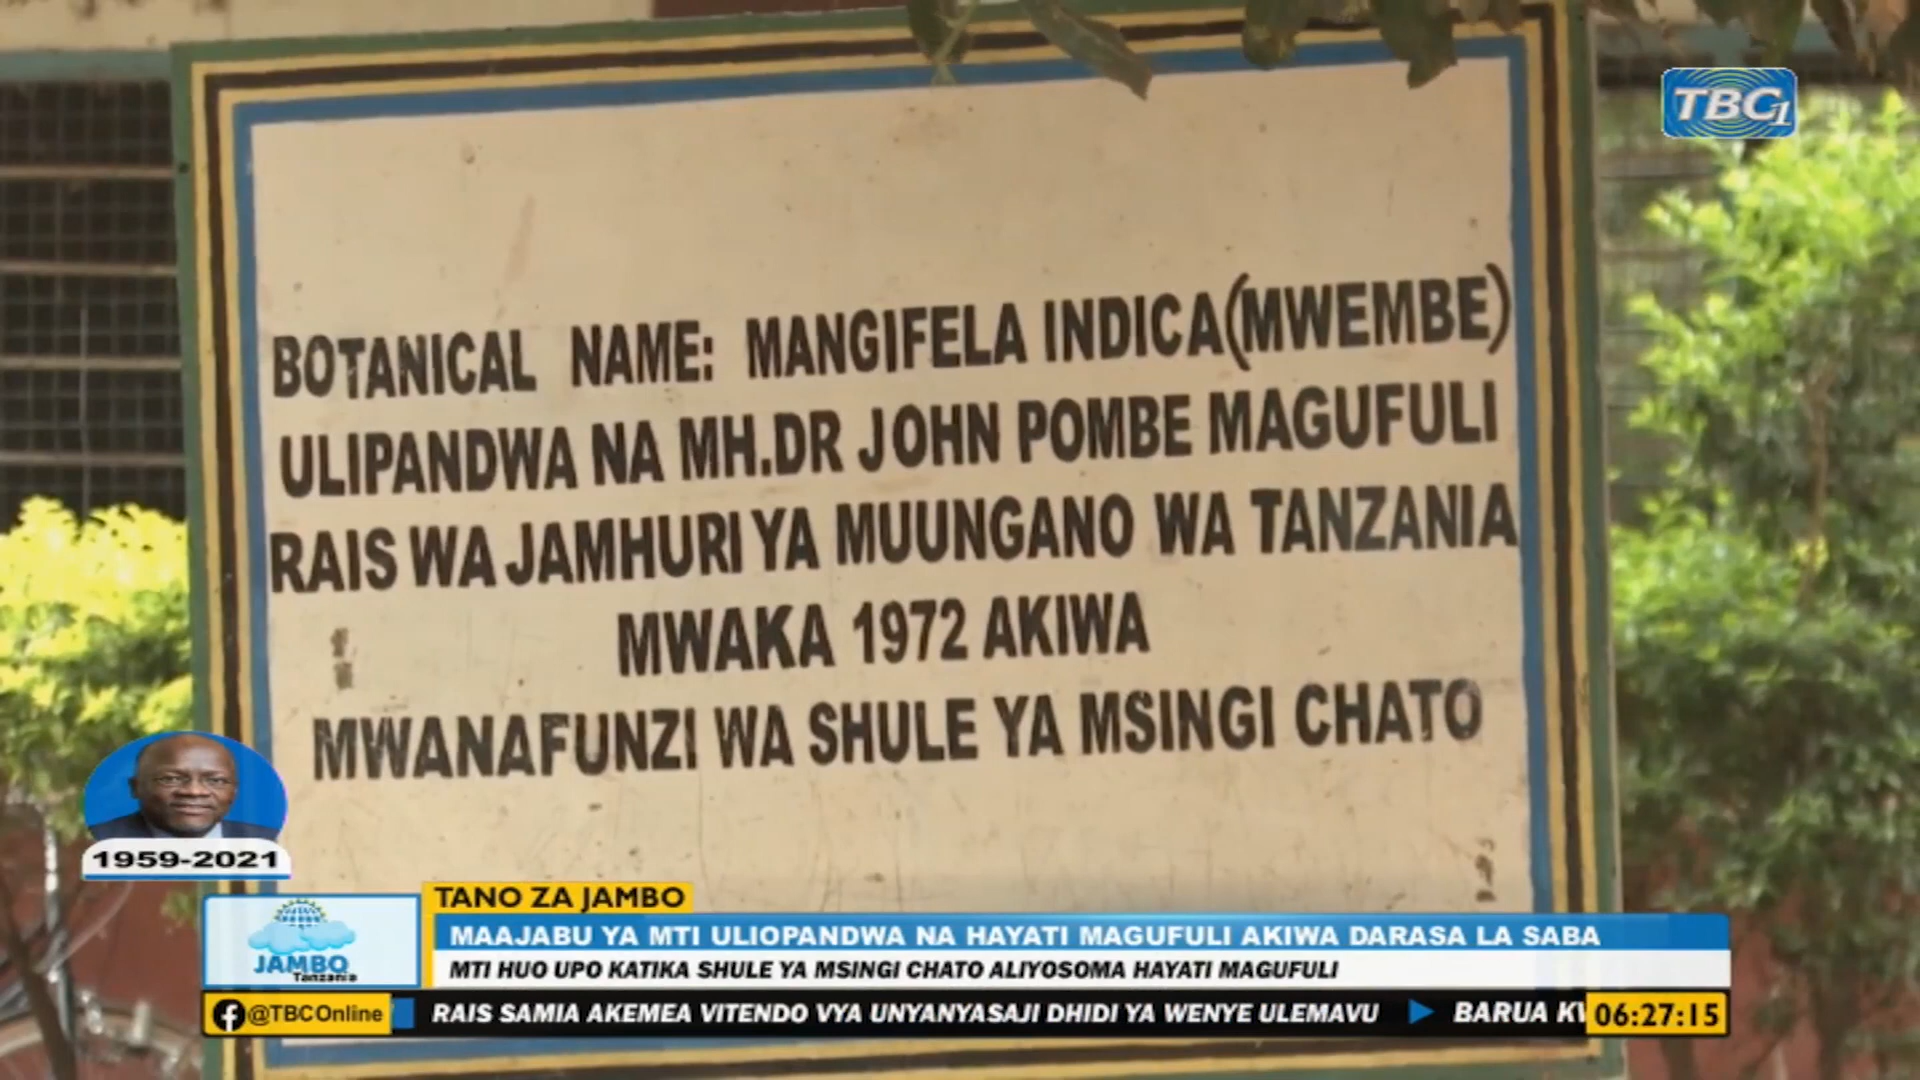 TBC1
BOTANICAL NAME: MANGIFELA INDICA(MWEMBE)
ULIPANDWA NA MH.DR JOHN POMBE MAGUFULI
RAIS WA JAMHURI YA MUUNGANO WA TANZANIA
MWAKA 1972 AKIWA
MWANAFUNZI WA SHULE YA MSINGI CHATO
1959-2021
TANO ZA JAMBO
JAMBO
Tanzania
MAAJABU YA MTI ULIOPANDWA NA HAYATI MAGUFULI AKIWA DARASA LA SABA
MTI HUO UPO KATIKA SHULE YA MSINGI CHATO ALIYOSOMA HAYATI MAGUFULI
@TBCOnline
RAIS SAMIA AKEMEA VITENDO VYA UNYANYASAJI DHIDI YA WENYE ULEMAVU
BARUA
06:27:15